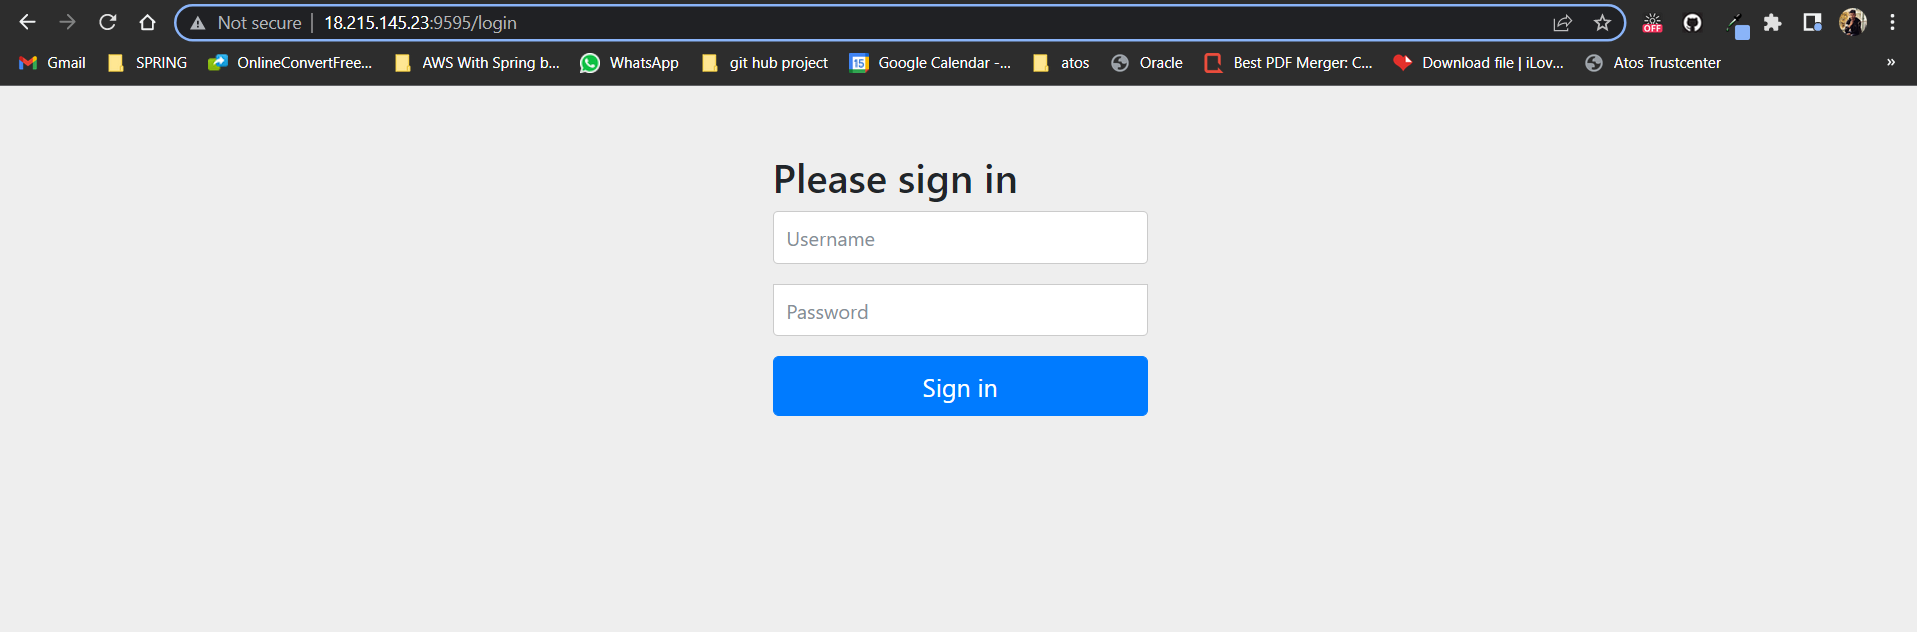 Not secure | 18.215.145.23:9595/login
OFF
Gmail SPRING OnlineConvertFree... AWS With Spring b... WhatsApp git hub project 15 Google Calendar -... atos Oracle Best PDF Merger: C... Download file | iLov... Atos Trustcenter »
Please sign in
Username
Password
Sign in